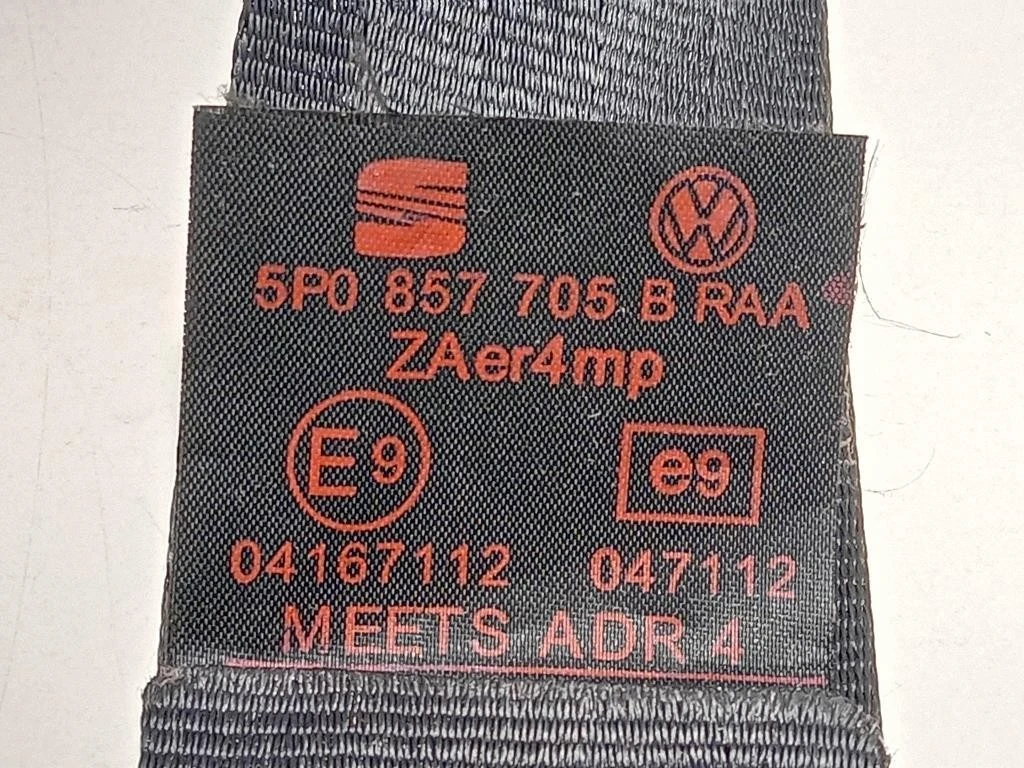 5P0 857 705 B RAA
ZAer4mp
E9 e9
04167112 047112
MEETS ADR 4